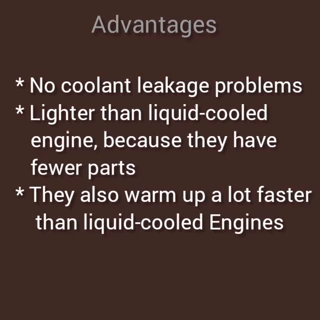 Advantages
* No coolant leakage problems
* Lighter than liquid-cooled
engine, because they have
fewer parts
* They also warm up a lot faster
than liquid-cooled Engines